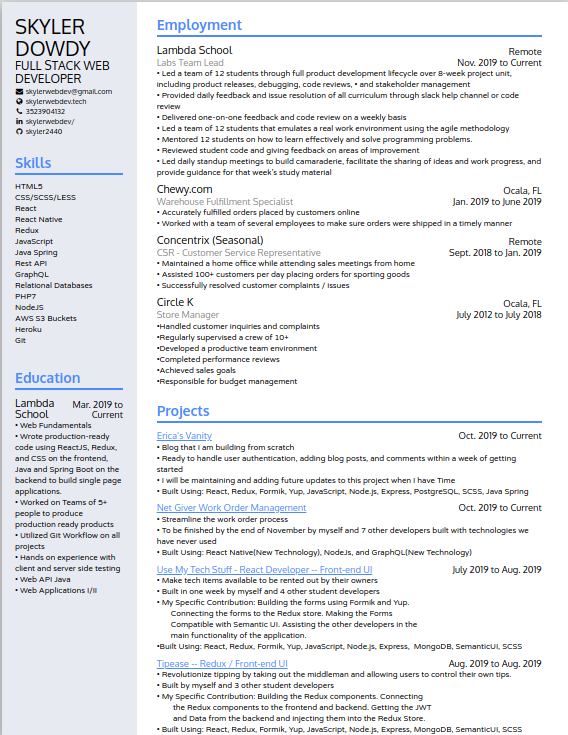 SKYLER
DOWDY
FULL STACK WEB
DEVELOPER
skylerwebdev@gmail.com
skylerwebdev.tech
3523904132
skylerwebdev/
skyler2440
Skills
HTML5
CSS/SCSS/LESS
React
React Native
Redux
JavaScript
Java Spring
Rest API
GraphQL
Relational Databases
PHP7
NodeJS
AWS S3 Buckets
Heroku
Git
Education
Lambda School Mar. 2019 to Current
• Web Fundamentals
• Wrote production-ready
code using ReactJS, Redux,
and CSS on the frontend,
Java and Spring Boot on the
backend to build single page
applications.
• Worked on Teams of 5+
people to produce
production ready products
• Utilized Git Workflow on all
projects
• Hands on experience with
client and server side testing
• Web API Java
• Web Applications I/II
Employment
Lambda School Remote
Labs Team Lead Nov. 2019 to Current
• Led a team of 12 students through full product development lifecycle over 8-week project unit,
including product releases, debugging, code reviews, • and stakeholder management
• Provided daily feedback and issue resolution of all curriculum through slack help channel or code
review
• Delivered one-on-one feedback and code review on a weekly basis
• Led a team of 12 students that emulates a real work environment using the agile methodology
• Mentored 12 students on how to learn effectively and solve programming problems.
• Reviewed student code and giving feedback on areas of improvement
• Led daily standup meetings to build camaraderie, facilitate the sharing of ideas and work progress, and
provide guidance for that week's study material
Chewy.com Ocala, FL
Warehouse Fulfillment Specialist Jan. 2019 to June 2019
• Accurately fulfilled orders placed by customers online
• Worked with a team of several employees to make sure orders were shipped in a timely manner
Concentrix (Seasonal) Remote
CSR - Customer Service Representative Sept. 2018 to Jan. 2019
• Maintained a home office while attending sales meetings from home
• Assisted 100+ customers per day placing orders for sporting goods
• Successfully resolved customer complaints / issues
Circle K Ocala, FL
Store Manager July 2012 to July 2018
•Handled customer inquiries and complaints
•Regularly supervised a crew of 10+
•Developed a productive team environment
•Completed performance reviews
•Achieved sales goals
•Responsible for budget management
Projects
Erica's Vanity Oct. 2019 to Current
• Blog that I am building from scratch
• Ready to handle user authentication, adding blog posts, and comments within a week of getting
started
• I will be maintaining and adding future updates to this project when I have Time
• Built Using: React, Redux, Formik, Yup, JavaScript, Node.js, Express, PostgreSQL, SCSS, Java Spring
Net Giver Work Order Management Oct. 2019 to Current
• Streamline the work order process
• To be finished by the end of November by myself and 7 other developers built with technologies we
have never used
• Built Using: React Native(New Technology), NodeJs, and GraphQL(New Technology)
Use My Tech Stuff - React Developer -- Front-end UI July 2019 to Aug. 2019
• Make tech items available to be rented out by their owners
• Built in one week by myself and 4 other student developers
• My Specific Contribution: Building the forms using Formik and Yup.
Connecting the forms to the Redux store. Making the Forms
Compatible with Semantic UI. Assisting the other developers in the
main functionality of the application.
•Built Using: React, Redux, Formik, Yup, JavaScript, Node.js, Express, MongoDB, SemanticUI, SCSS
Tipease -- Redux / Front-end UI Aug. 2019 to Aug. 2019
• Revolutionize tipping by taking out the middleman and allowing users to control their own tips.
• Built by myself and 3 other student developers
• My Specific Contribution: Building the Redux components. Connecting
the Redux components to the frontend and backend. Getting the JWT
and Data from the backend and injecting them into the Redux Store.
• Built Using: React, Redux, Formik, Yup, JavaScript, Node.js, Express, MongoDB, SemanticUI, SCSS